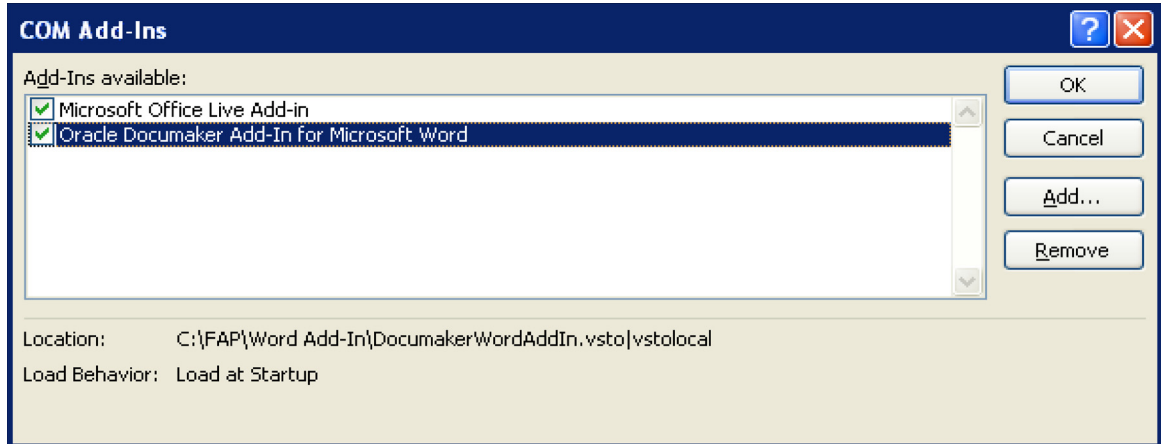 COM Add-Ins
?
Add-Ins available:
Microsoft Office Live Add-in
Oracle Documaker Add-In for Microsoft Word
OK
Cancel
Add...
Remove
Location: C:\FAP\Word Add-In\DocumakerWordAddIn.vsto|vstolocal
Load Behavior: Load at Startup